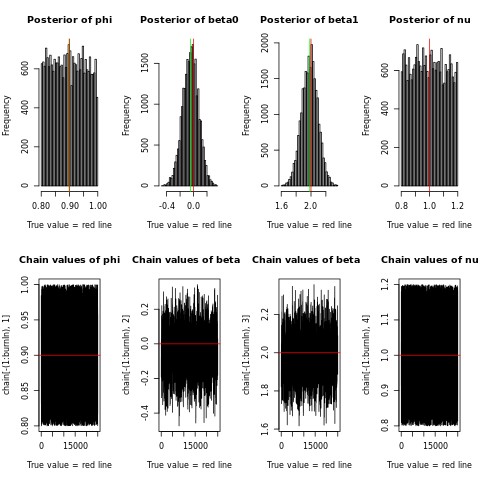 Posterior of phi
Posterior of beta0
Posterior of beta1
Posterior of nu
Frequency
0 200 400 600
0.80 0.90 1.00
True value = red line
Frequency
0 500 1000 1500
-0.4 0.0
True value = red line
Frequency
0 500 1000 1500 2000
1.6 2.0
True value = red line
Frequency
0 200 400 600
0.8 1.0 1.2
True value = red line
Chain values of phi
Chain values of beta
Chain values of beta
Chain values of nu
chain[-(1:burnIn), 1]
0.80 0.85 0.90 0.95 1.00
0 15000
True value = red line
chain[-(1:burnIn), 2]
-0.4 -0.2 0.0 0.2
0 15000
True value = red line
chain[-(1:burnIn), 3]
1.6 1.8 2.0 2.2
0 15000
True value = red line
chain[-(1:burnIn), 4]
0.8 0.9 1.0 1.1 1.2
0 15000
True value = red line